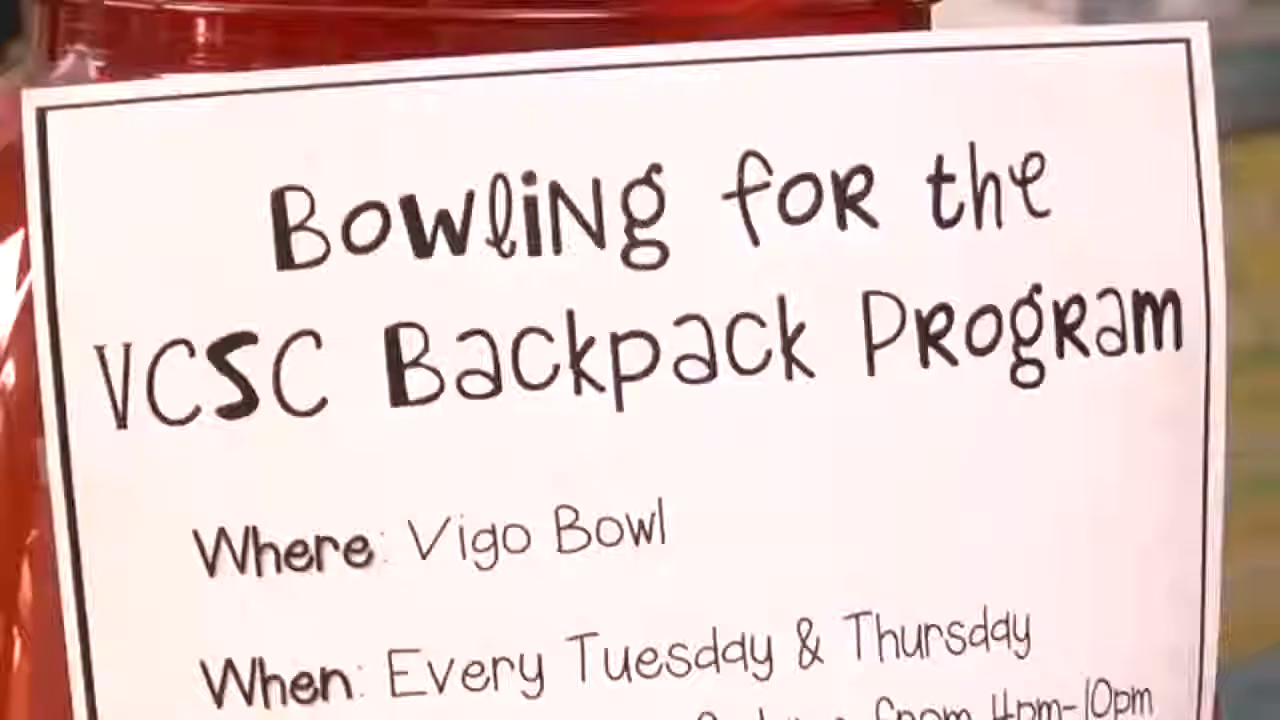 Bowling for the
VCSC Backpack Program
Where: Vigo Bowl
When: Every Tuesday & Thursday
from 4pm-10pm